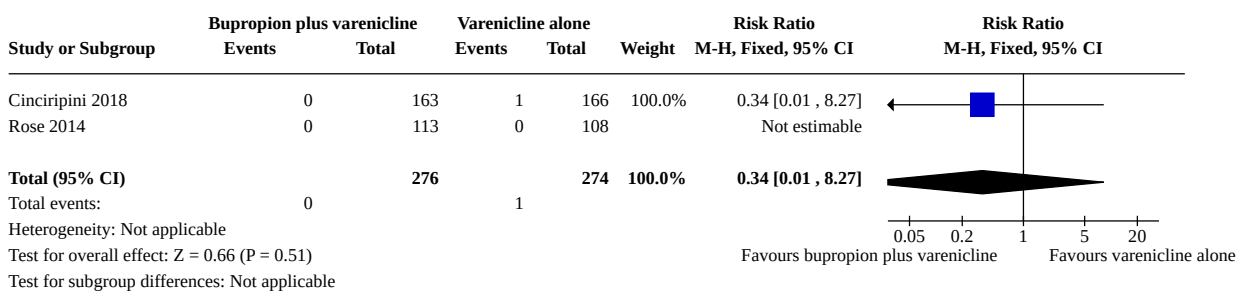 Bupropion plus varenicline Varenicline alone Risk Ratio Risk Ratio
Study or Subgroup Events Total Events Total Weight M-H, Fixed, 95% CI M-H, Fixed, 95% CI
Cinciripini 2018 0 163 1 166 100.0% 0.34 [0.01 , 8.27]
Rose 2014 0 113 0 108 Not estimable
Total (95% CI) 276 274 100.0% 0.34 [0.01 , 8.27]
Total events: 0 1
Heterogeneity: Not applicable
0.05 0.2 1 5 20
Test for overall effect: Z = 0.66 (P = 0.51) Favours bupropion plus varenicline Favours varenicline alone
Test for subgroup differences: Not applicable